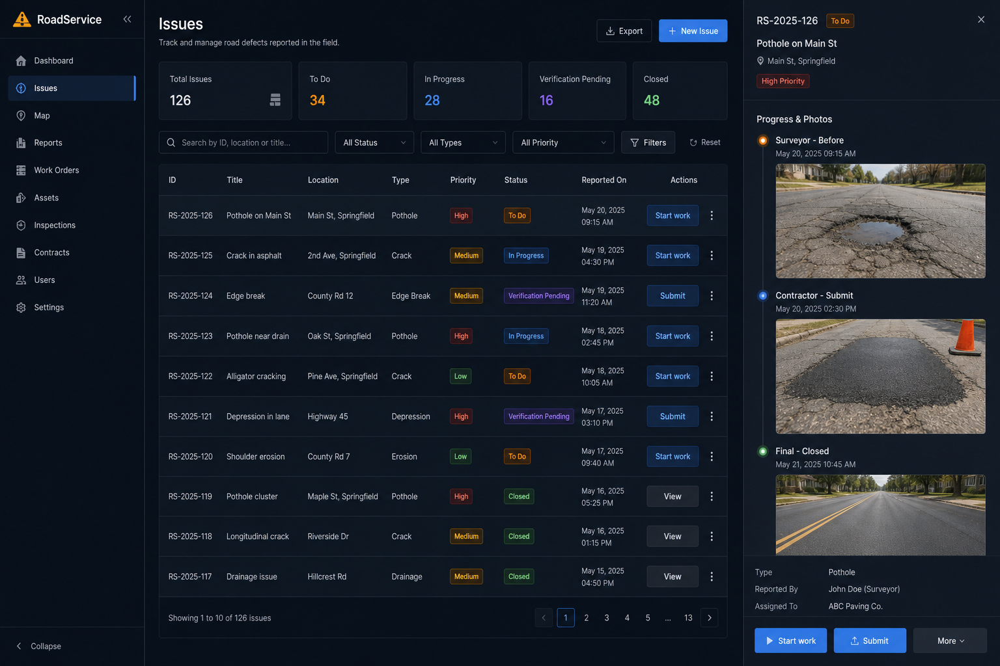 RoadService
Dashboard
Issues
Map
Reports
Work Orders
Assets
Inspections
Contracts
Users
Settings
Collapse
Issues
Track and manage road defects reported in the field.
Export
New Issue
Total Issues
126
To Do
34
In Progress
28
Verification Pending
16
Closed
48
Search by ID, location or title...
All Status
All Types
All Priority
Filters
Reset
ID Title Location Type Priority Status Reported On Actions
RS-2025-126 Pothole on Main St Main St, Springfield Pothole High To Do May 20, 2025 09:15 AM Start work
RS-2025-125 Crack in asphalt 2nd Ave, Springfield Crack Medium In Progress May 19, 2025 04:30 PM Start work
RS-2025-124 Edge break County Rd 12 Edge Break Medium Verification Pending May 19, 2025 11:20 AM Submit
RS-2025-123 Pothole near drain Oak St, Springfield Pothole High In Progress May 18, 2025 02:45 PM Start work
RS-2025-122 Alligator cracking Pine Ave, Springfield Crack Low To Do May 18, 2025 10:05 AM Start work
RS-2025-121 Depression in lane Highway 45 Depression High Verification Pending May 17, 2025 03:10 PM Submit
RS-2025-120 Shoulder erosion County Rd 7 Erosion Low To Do May 17, 2025 09:40 AM Start work
RS-2025-119 Pothole cluster Maple St, Springfield Pothole High Closed May 16, 2025 05:25 PM View
RS-2025-118 Longitudinal crack Riverside Dr Crack Medium Closed May 16, 2025 01:15 PM View
RS-2025-117 Drainage issue Hillcrest Rd Drainage Medium Closed May 15, 2025 04:50 PM View
Showing 1 to 10 of 126 issues
1 2 3 4 5 ... 13
RS-2025-126 To Do
Pothole on Main St
Main St, Springfield
High Priority
Progress & Photos
Surveyor - Before
May 20, 2025 09:15 AM
Contractor - Submit
May 20, 2025 02:30 PM
Final - Closed
May 21, 2025 10:45 AM
Type Pothole
Reported By John Doe (Surveyor)
Assigned To ABC Paving Co.
Start work
Submit
More